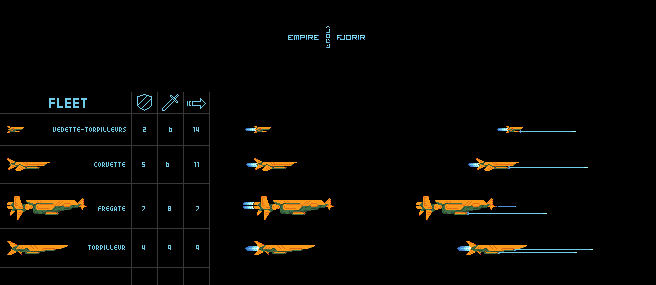 EMPIRE FJORIR
FLEET
VEDETTE-TORPILLEURS 2 6 14
CORVETTE 5 6 11
FREGATE 7 8 7
TORPILLEUR 4 9 9